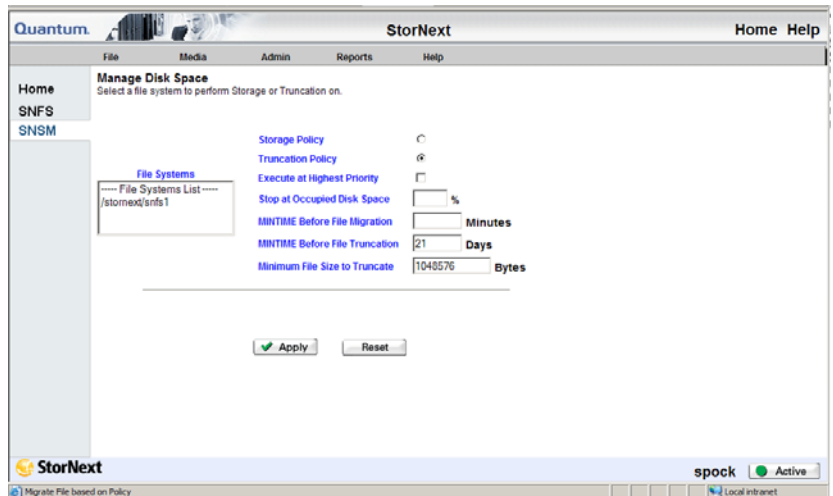 Quantum. StorNext Home Help
File Media Admin Reports Help
Home
SNFS
SNSM
Manage Disk Space
Select a file system to perform Storage or Truncation on.
File Systems
----- File Systems List -----
/stornext/snfs1
Storage Policy
Truncation Policy
Execute at Highest Priority
Stop at Occupied Disk Space %
MINTIME Before File Migration Minutes
MINTIME Before File Truncation 21 Days
Minimum File Size to Truncate 1048576 Bytes
Apply Reset
StorNext spock Active
Migrate File based on Policy Local intranet